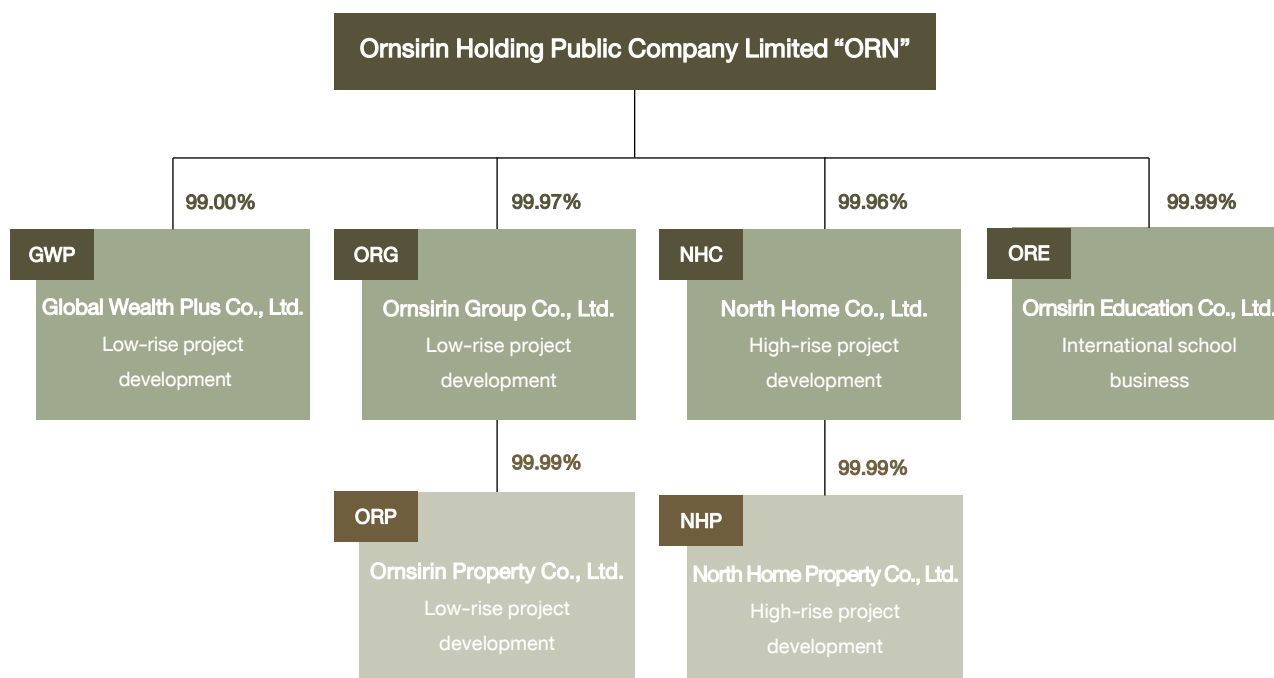 Ornsirin Holding Public Company Limited “ORN”
99.00%
99.97%
99.96%
99.99%
GWP
Global Wealth Plus Co., Ltd.
Low-rise project
development
ORG
Ornsirin Group Co., Ltd.
Low-rise project
development
NHC
North Home Co., Ltd.
High-rise project
development
ORE
Ornsirin Education Co., Ltd.
International school
business
99.99%
99.99%
ORP
Ornsirin Property Co., Ltd.
Low-rise project
development
NHP
North Home Property Co., Ltd.
High-rise project
development